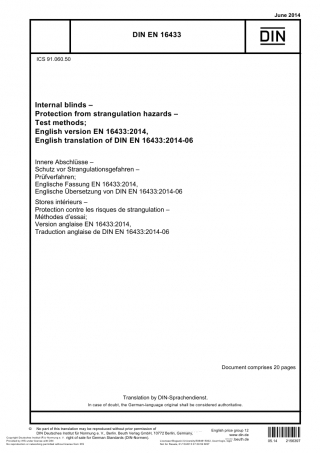 June 2014
DIN EN 16433
DIN
ICS 91.060.50
Internal blinds –
Protection from strangulation hazards –
Test methods;
English version EN 16433:2014,
English translation of DIN EN 16433:2014-06
Innere Abschlüsse –
Schutz vor Strangulationsgefahren –
Prüfverfahren;
Englische Fassung EN 16433:2014,
Englische Übersetzung von DIN EN 16433:2014-06
Stores intérieurs –
Protection contre les risques de strangulation –
Méthodes d'essai;
Version anglaise EN 16433:2014,
Traduction anglaise de DIN EN 16433:2014-06
Document comprises 20 pages
Translation by DIN-Sprachendienst.
In case of doubt, the German-language original shall be considered authoritative.
No part of this translation may be reproduced without prior permission of
DIN Deutsches Institut für Normung e. V., Berlin. Beuth Verlag GmbH, 10772 Berlin, Germany,
right of sale for German Standards (DIN-Normen).
English price group 12
www.din.de
www.beuth.de